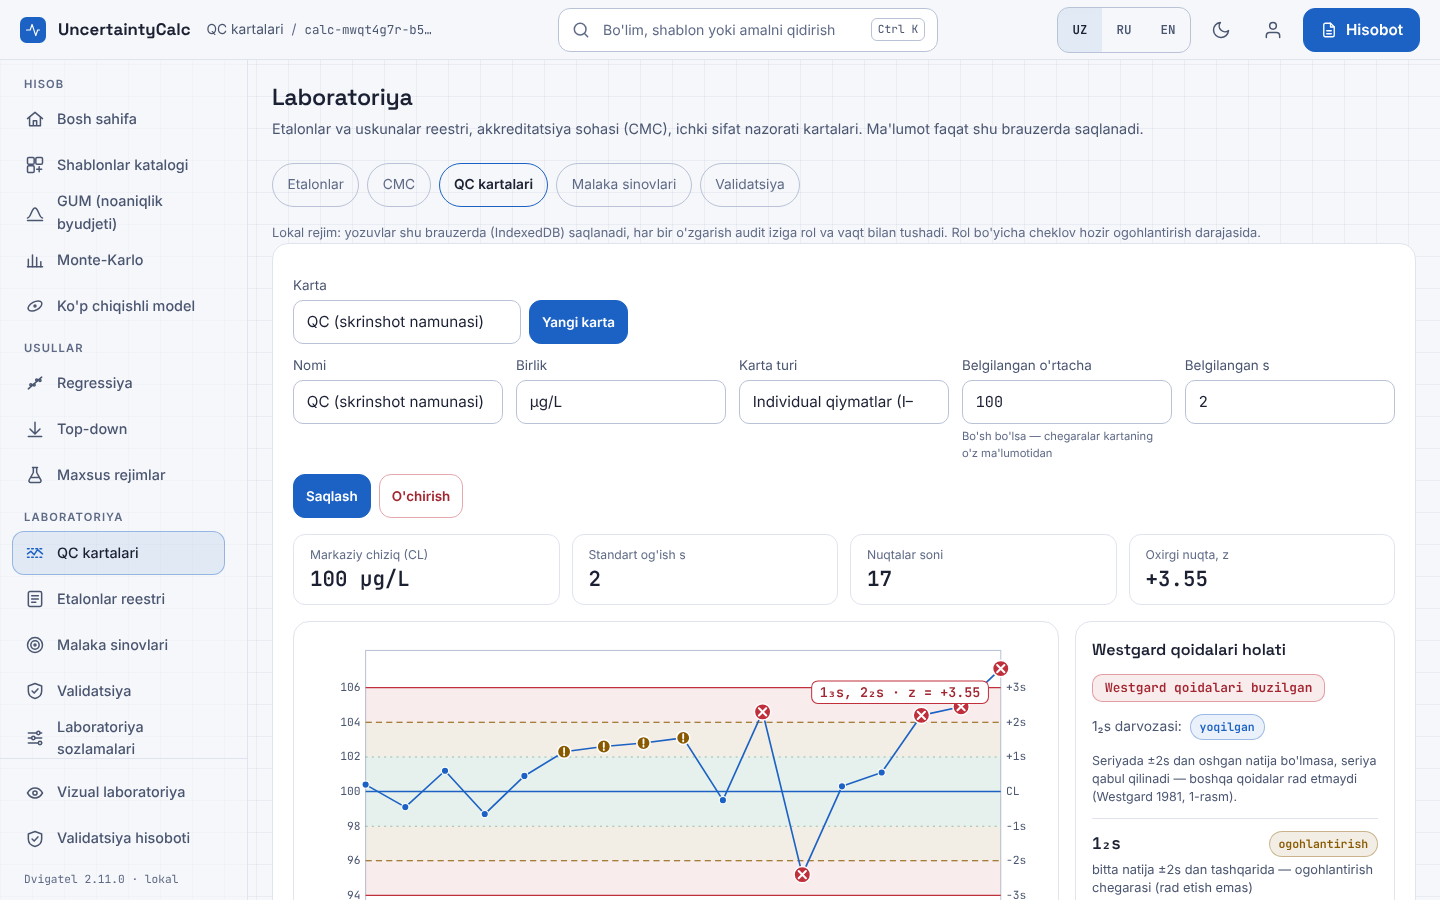 UncertaintyCalc
QC kartalari / calc-mwqt4g7r-b5…
Bo'lim, shablon yoki amalni qidirish
Ctrl K
UZ
RU
EN
Hisobot
HISOB
Bosh sahifa
Shablonlar katalogi
GUM (noaniqlik
byudjeti)
Monte-Karlo
Ko'p chiqishli model
USULLAR
Regressiya
Top-down
Maxsus rejimlar
LABORATORIYA
QC kartalari
Etalonlar reestri
Malaka sinovlari
Validatsiya
Laboratoriya
sozlamalari
Vizual laboratoriya
Validatsiya hisoboti
Dvigatel 2.11.0 · lokal
Laboratoriya
Etalonlar va uskunalar reestri, akkreditatsiya sohasi (CMC), ichki sifat nazorati kartalari. Ma'lumot faqat shu brauzerda saqlanadi.
Etalonlar
CMC
QC kartalari
Malaka sinovlari
Validatsiya
Lokal rejim: yozuvlar shu brauzerda (IndexedDB) saqlanadi, har bir o'zgarish audit iziga rol va vaqt bilan tushadi. Rol bo'yicha cheklov hozir ogohlantirish darajasida.
Karta
QC (skrinshot namunasi)
Yangi karta
Nomi
QC (skrinshot namunasi)
Birlik
µg/L
Karta turi
Individual qiymatlar (I–
Belgilangan o'rtacha
100
Bo'sh bo'lsa — chegaralar kartaning
o'z ma'lumotidan
Belgilangan s
2
Saqlash
O'chirish
Markaziy chiziq (CL)
100 µg/L
Standart og'ish s
2
Nuqtalar soni
17
Oxirgi nuqta, z
+3.55
106
104
102
100
98
96
94
1₃s, 2₂s · z = +3.55
+3s
+2s
+1s
CL
-1s
-2s
-3s
Westgard qoidalari holati
Westgard qoidalari buzilgan
1₂s darvozasi:
yoqilgan
Seriyada ±2s dan oshgan natija bo'lmasa, seriya
qabul qilinadi — boshqa qoidalar rad etmaydi
(Westgard 1981, 1-rasm).
1₂s
ogohlantirish
bitta natija ±2s dan tashqarida — ogohlantirish
chegarasi (rad etish emas)